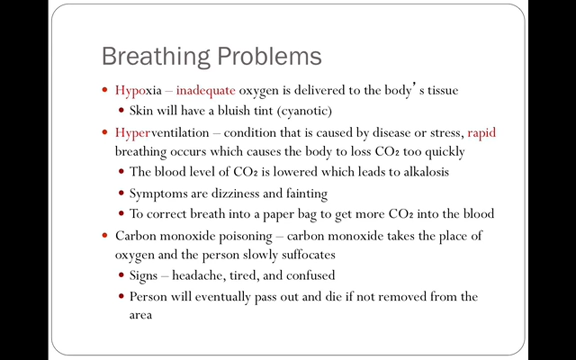 Breathing Problems
• Hypoxia – inadequate oxygen is delivered to the body's tissue
• Skin will have a bluish tint (cyanotic)
• Hyperventilation – condition that is caused by disease or stress, rapid
breathing occurs which causes the body to loss CO₂ too quickly
• The blood level of CO₂ is lowered which leads to alkalosis
• Symptoms are dizziness and fainting
• To correct breath into a paper bag to get more CO₂ into the blood
• Carbon monoxide poisoning – carbon monoxide takes the place of
oxygen and the person slowly suffocates
• Signs – headache, tired, and confused
• Person will eventually pass out and die if not removed from the
area